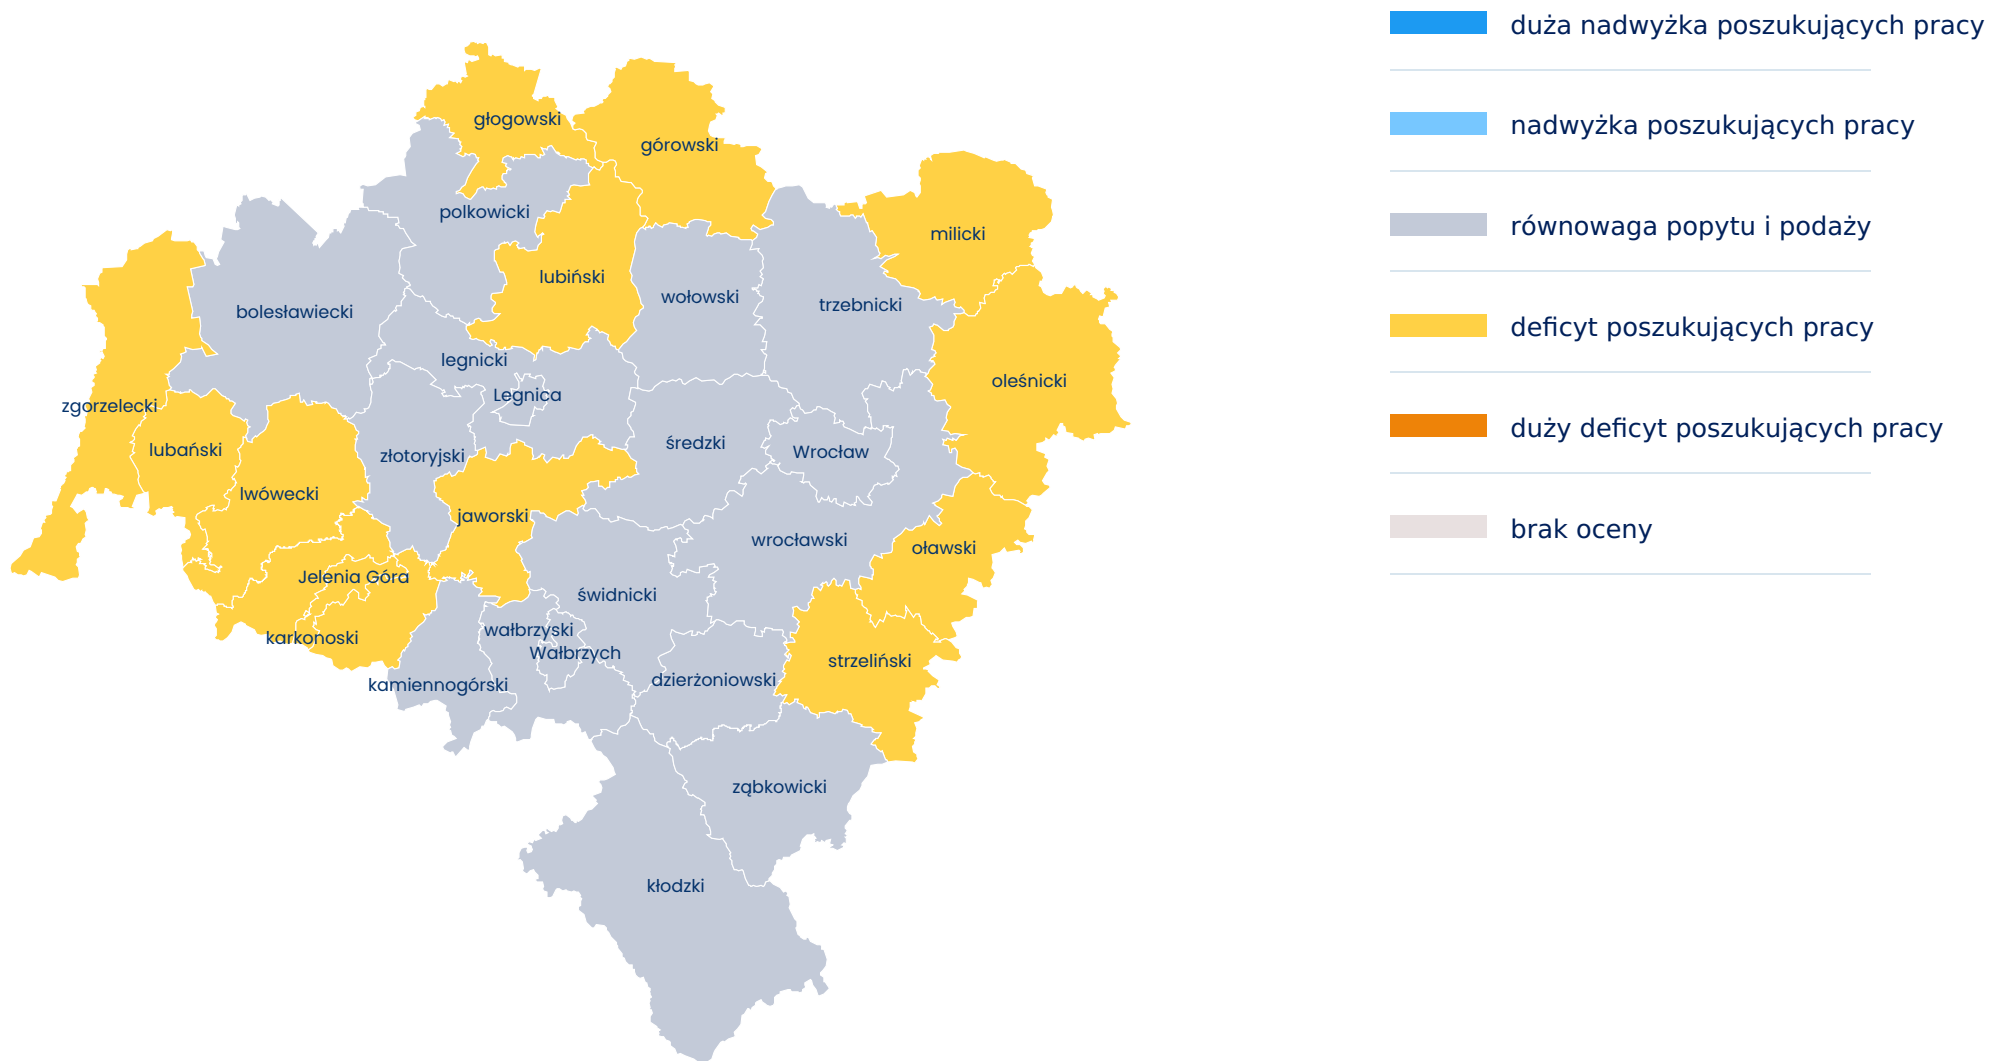 głogowski
górowski
polkowicki
milicki
lubiński
wołowski
trzebnicki
bolesławiecki
legnicki
oleśnicki
Legnica
zgorzelecki
średzki
lubański
Wrocław
złotoryjski
lwówecki
jaworski
wrocławski
oławski
Jelenia Góra
świdnicki
wałbrzyski
karkonoski
Wałbrzych
strzeliński
dzierżoniowski
kamiennogórski
ząbkowicki
kłodzki
duża nadwyżka poszukujących pracy
nadwyżka poszukujących pracy
równowaga popytu i podaży
deficyt poszukujących pracy
duży deficyt poszukujących pracy
brak oceny